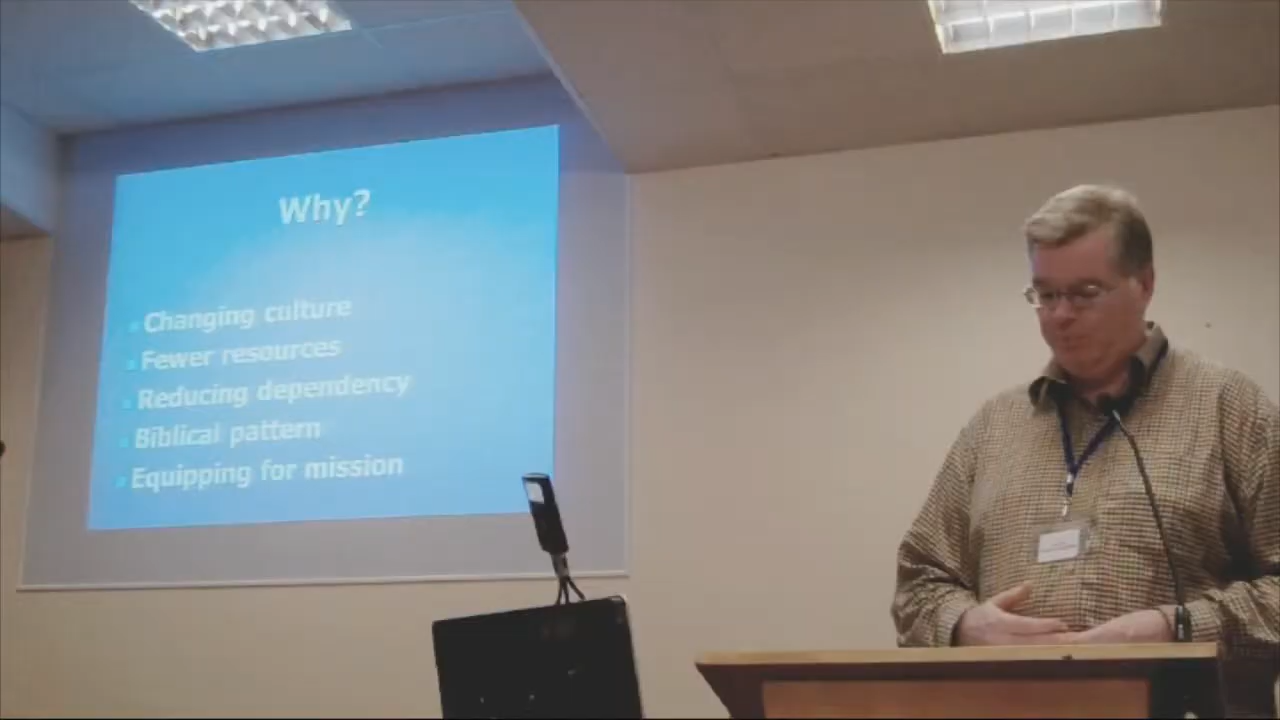 Why?
Changing culture
Fewer resources
Reducing dependency
Biblical pattern
Equipping for mission